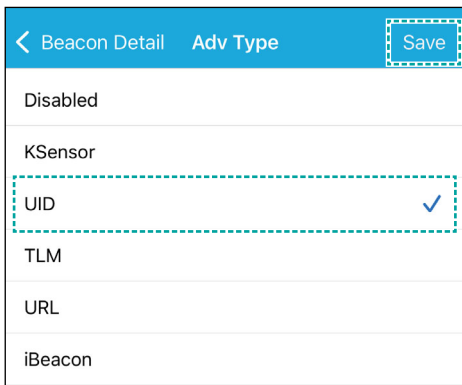 Beacon Detail Adv Type Save
Disabled
KSensor
UID
TLM
URL
iBeacon